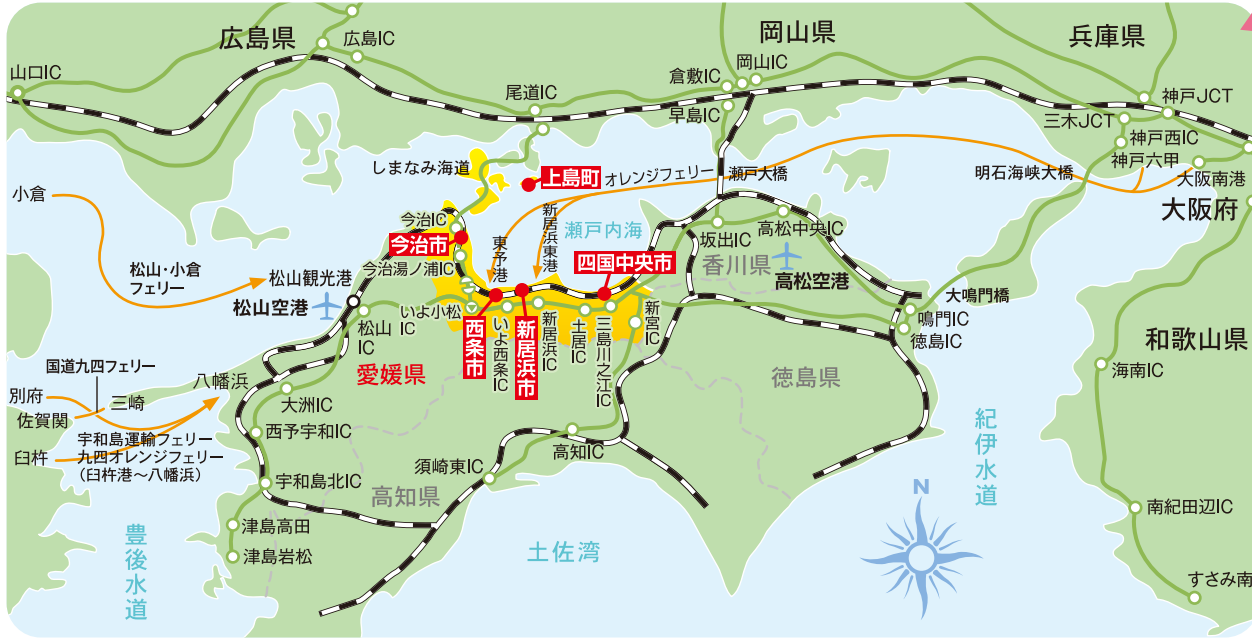 広島県
広島IC
山口IC
岡山県
岡山IC
倉敷IC
早島IC
兵庫県
尾道IC
神戸JCT
三木JCT
神戸西IC
神戸六甲
明石海峡大橋
大阪南港
大阪府
しまなみ海道
上島町
オレンジフェリー
瀬戸大橋
小倉
松山・小倉
フェリー
松山観光港
松山空港
今治IC
今治市
今治湯ノ浦IC
東予港
新居浜東港
瀬戸内海
四国中央市
坂出IC
高松中央IC
香川県
高松空港
大鳴門橋
鳴門IC
徳島IC
和歌山県
海南IC
いよ小松
IC
松山
IC
西条市
いよ西条IC
新居浜市
新居浜IC
土居IC
三島川之江IC
新宮IC
愛媛県
徳島県
国道九四フェリー
八幡浜
別府
佐賀関
三崎
臼杵
宇和島運輸フェリー
九四オレンジフェリー
(臼杵港〜八幡浜)
大洲IC
西予宇和IC
宇和島北IC
津島高田
津島岩松
須崎東IC
高知IC
高知県
紀伊水道
豊後水道
土佐湾
N
南紀田辺IC
すさみ南